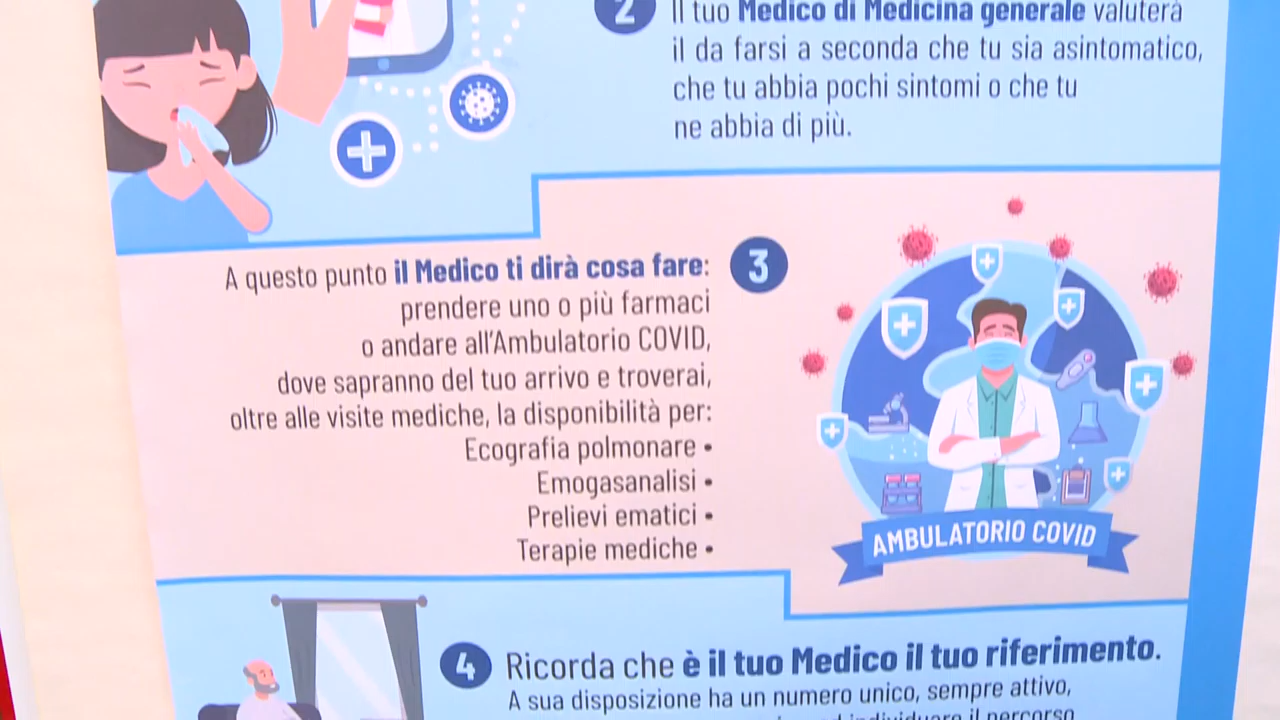 2
Il tuo Medico di Medicina generale valuterà
il da farsi a seconda che tu sia asintomatico,
che tu abbia pochi sintomi o che tu
ne abbia di più.
3
A questo punto il Medico ti dirà cosa fare:
prendere uno o più farmaci
o andare all'Ambulatorio COVID,
dove sapranno del tuo arrivo e troverai,
oltre alle visite mediche, la disponibilità per:
Ecografia polmonare •
Emogasanalisi •
Prelievi ematici •
Terapie mediche •
AMBULATORIO COVID
4
Ricorda che è il tuo Medico il tuo riferimento.
A sua disposizione ha un numero unico, sempre attivo,
individuare il percorso